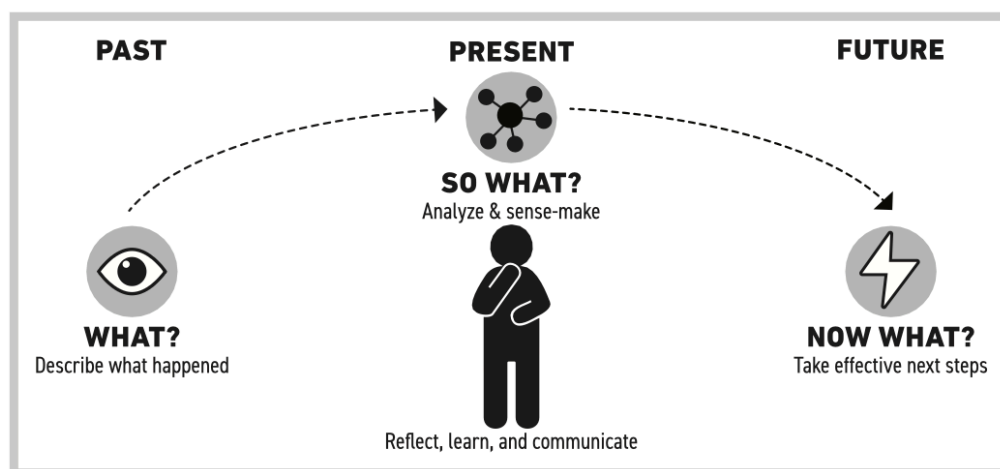 PAST
PRESENT
FUTURE
SO WHAT?
Analyze & sense-make
WHAT?
Describe what happened
NOW WHAT?
Take effective next steps
Reflect, learn, and communicate